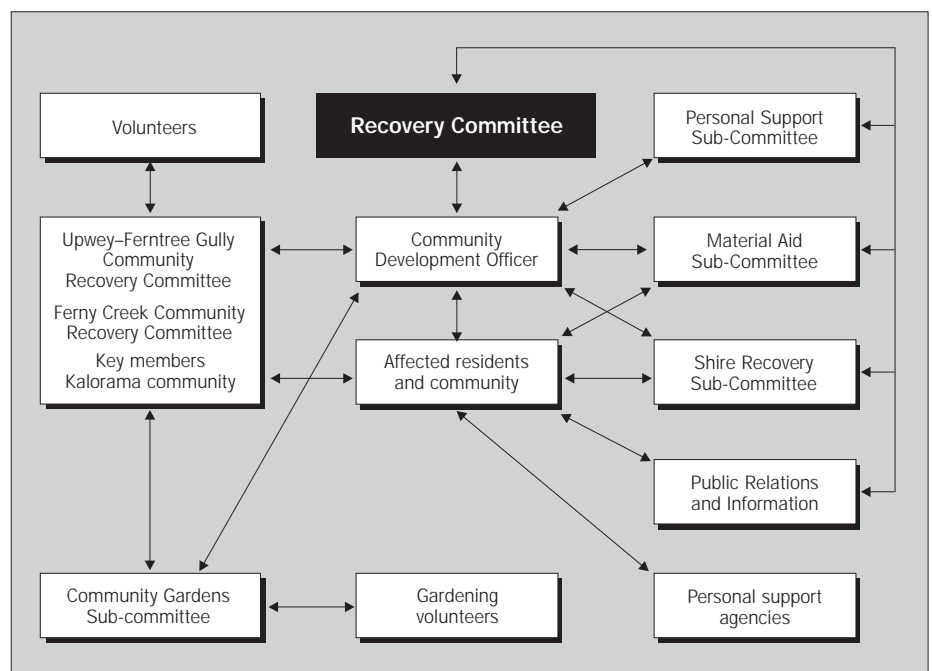 Volunteers
Recovery Committee
Personal Support
Sub-Committee
Upwey–Ferntree Gully
Community
Recovery Committee
Ferny Creek Community
Recovery Committee
Key members
Kalorama community
Community
Development Officer
Material Aid
Sub-Committee
Affected residents
and community
Shire Recovery
Sub-Committee
Public Relations
and Information
Community Gardens
Sub-committee
Gardening
volunteers
Personal support
agencies